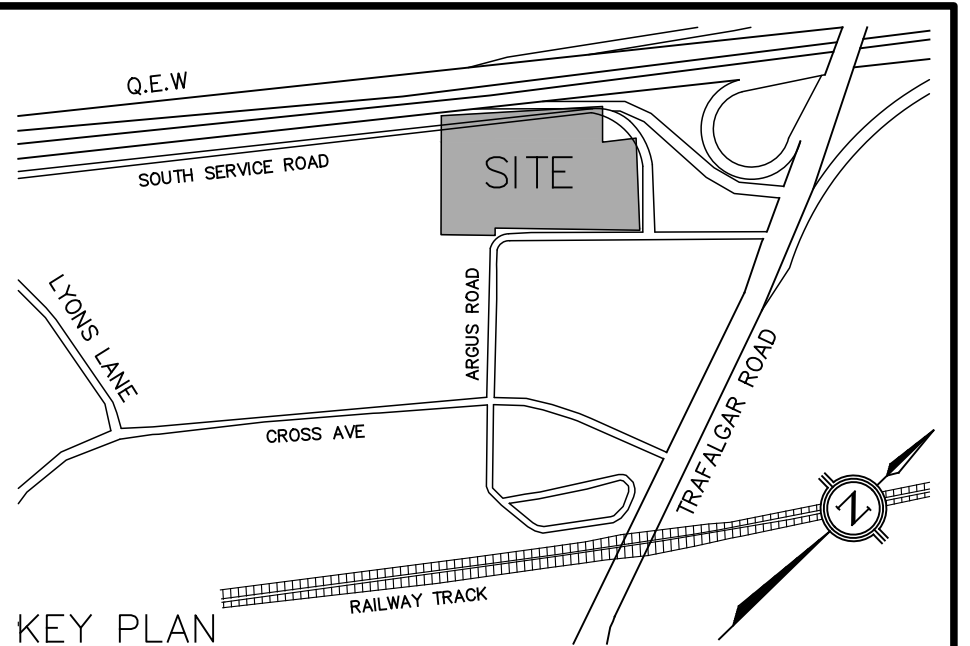 Q.E.W
SOUTH SERVICE ROAD
SITE
LYONS LANE
ARGUS ROAD
TRAFALGAR ROAD
CROSS AVE
N
RAILWAY TRACK
KEY PLAN